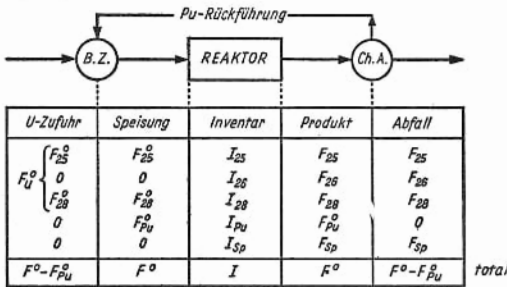 Pu-Rückführung
B.Z. REAKTOR Ch.A.
U-Zufuhr Speisung Inventar Produkt Abfall
F°25 F°25 I25 F25 F25
F°U { 0 0 I26 F26 F26
F°28 F°28 I28 F28 F28
0 F°Pu IPu F°Pu 0
0 0 ISp FSp FSp
F°-F°Pu F° I F° F°-F°Pu total